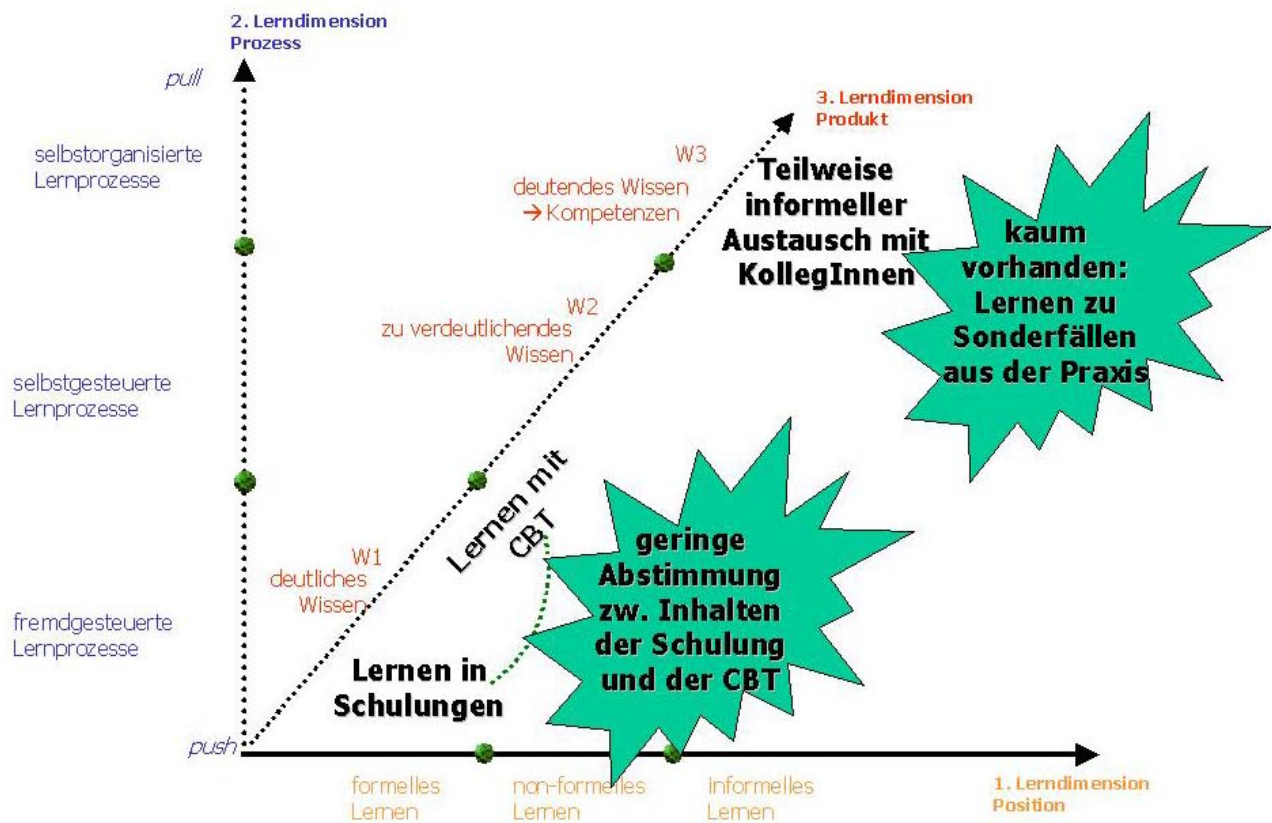 2. Lerndimension
Prozess
pull
3. Lerndimension
Produkt
selbstorganisierte
Lernprozesse
W3
deutendes Wissen
→ Kompetenzen
Teilweise
informeller
Austausch mit
KollegInnen
kaum
vorhanden:
Lernen zu
Sonderfällen
aus der Praxis
W2
zu verdeutlichendes
Wissen
selbstgesteuerte
Lernprozesse
Lernen mit
CBT
geringe
Abstimmung
zw. Inhalten
der Schulung
und der CBT
W1
deutliches
Wissen
fremdgesteuerte
Lernprozesse
Lernen in
Schulungen
push
formelles
Lernen
non-formelles
Lernen
informelles
Lernen
1. Lerndimension
Position